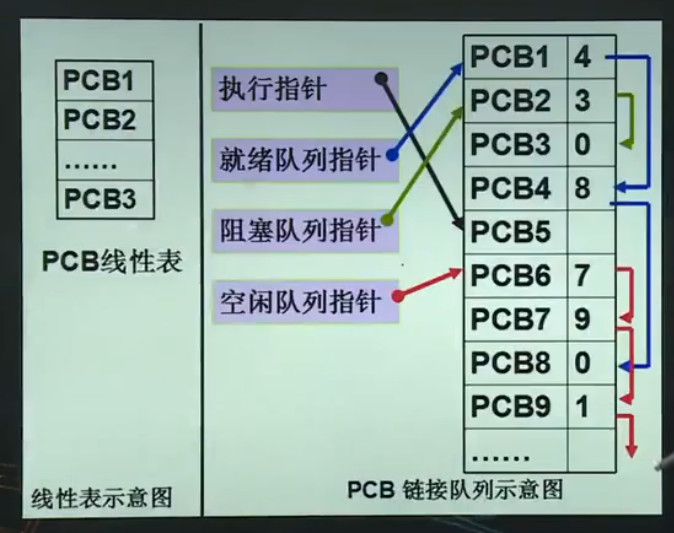 PCB1
PCB2
......
PCB3
PCB线性表
线性表示意图
执行指针
就绪队列指针
阻塞队列指针
空闲队列指针
PCB1 4
PCB2 3
PCB3 0
PCB4 8
PCB5
PCB6 7
PCB7 9
PCB8 0
PCB9 1
......
PCB 链接队列示意图